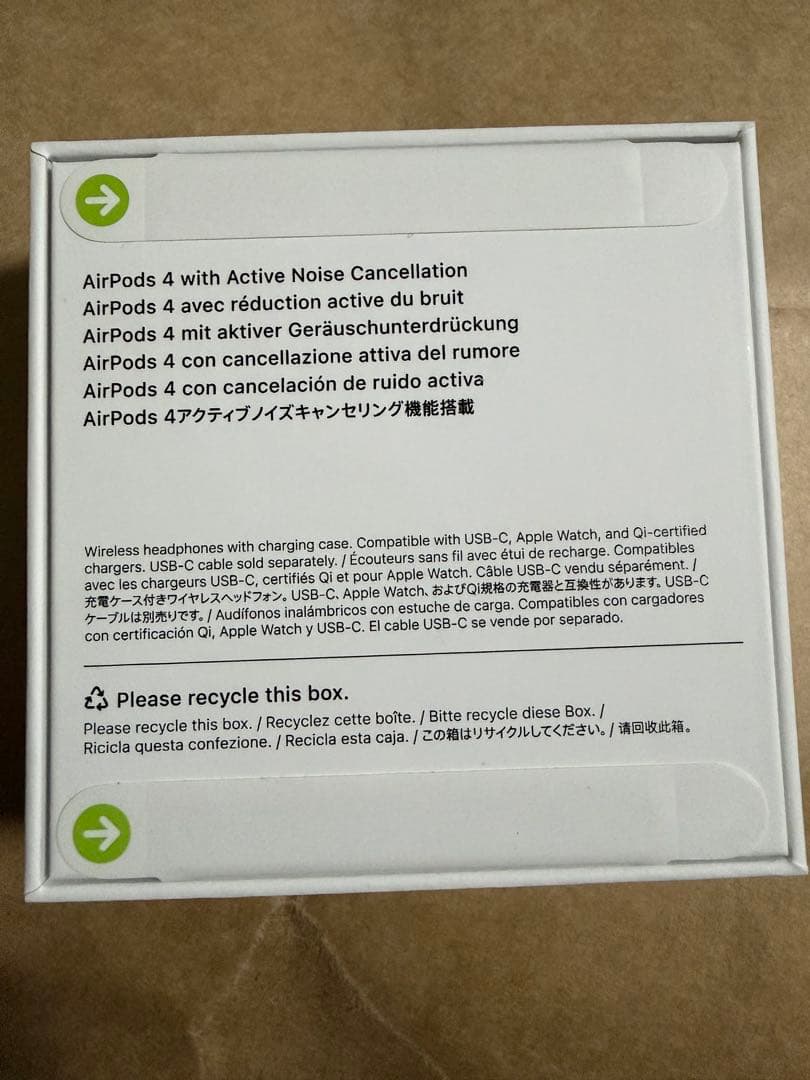 AirPods 4 with Active Noise Cancellation
AirPods 4 avec réduction active du bruit
AirPods 4 mit aktiver Geräuschunterdrückung
AirPods 4 con cancellazione attiva del rumore
AirPods 4 con cancelación de ruido activa
AirPods 4アクティブノイズキャンセリング機能搭載
Wireless headphones with charging case. Compatible with USB-C, Apple Watch, and Qi-certified
chargers. USB-C cable sold separately. / Écouteurs sans fil avec étui de recharge. Compatibles
avec les chargeurs USB-C, certifiés Qi et pour Apple Watch. Câble USB-C vendu séparément. /
充電ケース付きワイヤレスヘッドフォン。USB-C、Apple Watch、およびQi規格の充電器と互換性があります。USB-C
ケーブルは別売りです。/ Audífonos inalámbricos con estuche de carga. Compatibles con cargadores
con certificación Qi, Apple Watch y USB-C. El cable USB-C se vende por separado.
Please recycle this box.
Please recycle this box. / Recyclez cette boîte. / Bitte recycle diese Box. /
Ricicla questa confezione. / Recicla esta caja. / この箱はリサイクルしてください。/ 请回收此箱。